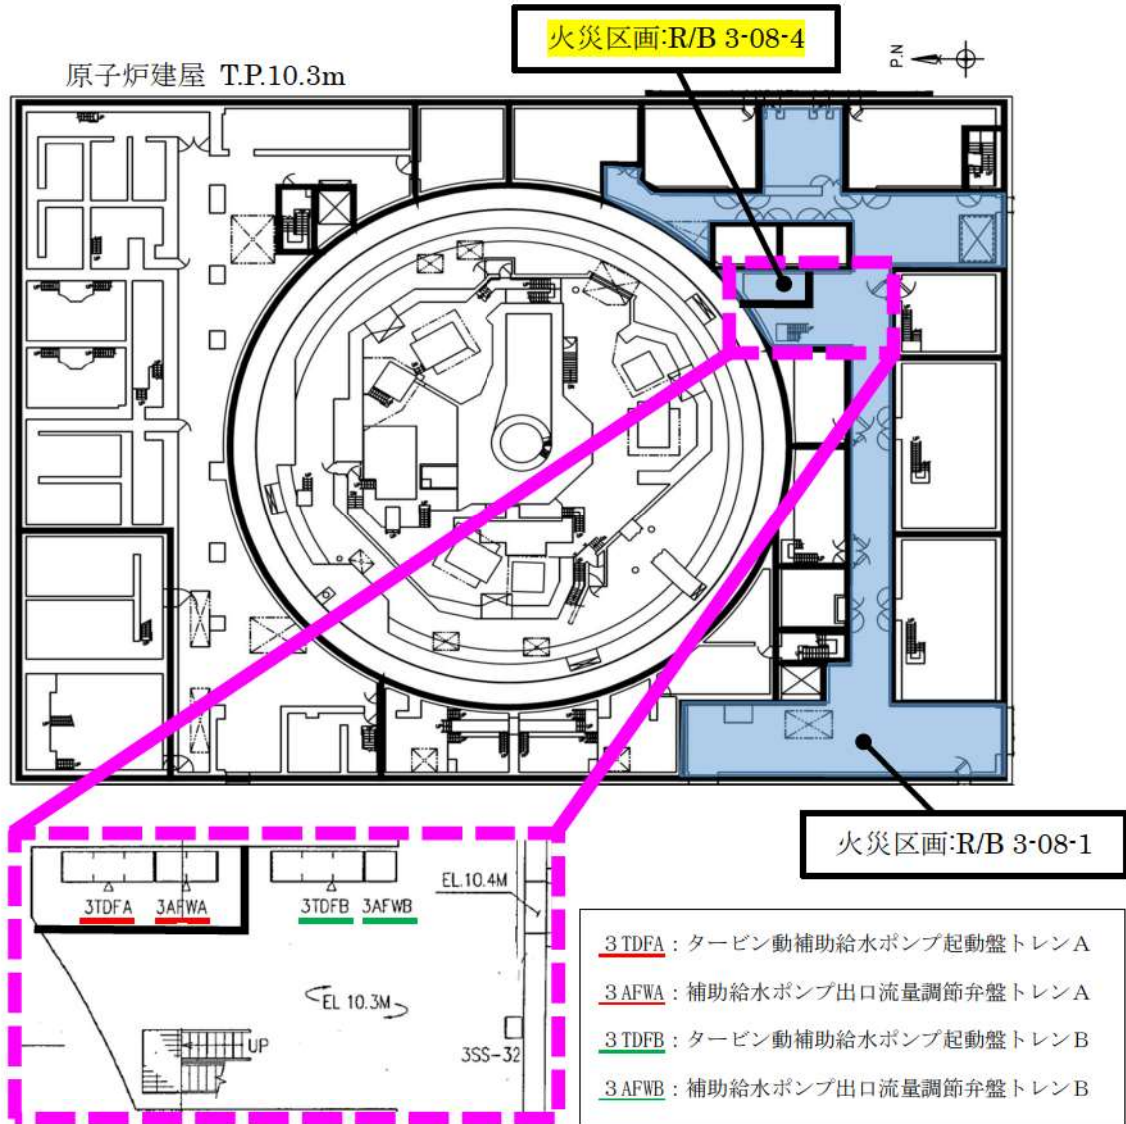 火災区画:R/B 3-08-4
P.N
原子炉建屋 T.P.10.3m
火災区画:R/B 3-08-1
EL.10.4M
3TDFA 3AFWA 3TDFB 3AFWB
EL 10.3M
UP
3SS-32
3TDFA：タービン動補助給水ポンプ起動盤トレンA
3AFWA：補助給水ポンプ出口流量調節弁盤トレンA
3TDFB：タービン動補助給水ポンプ起動盤トレンB
3AFWB：補助給水ポンプ出口流量調節弁盤トレンB